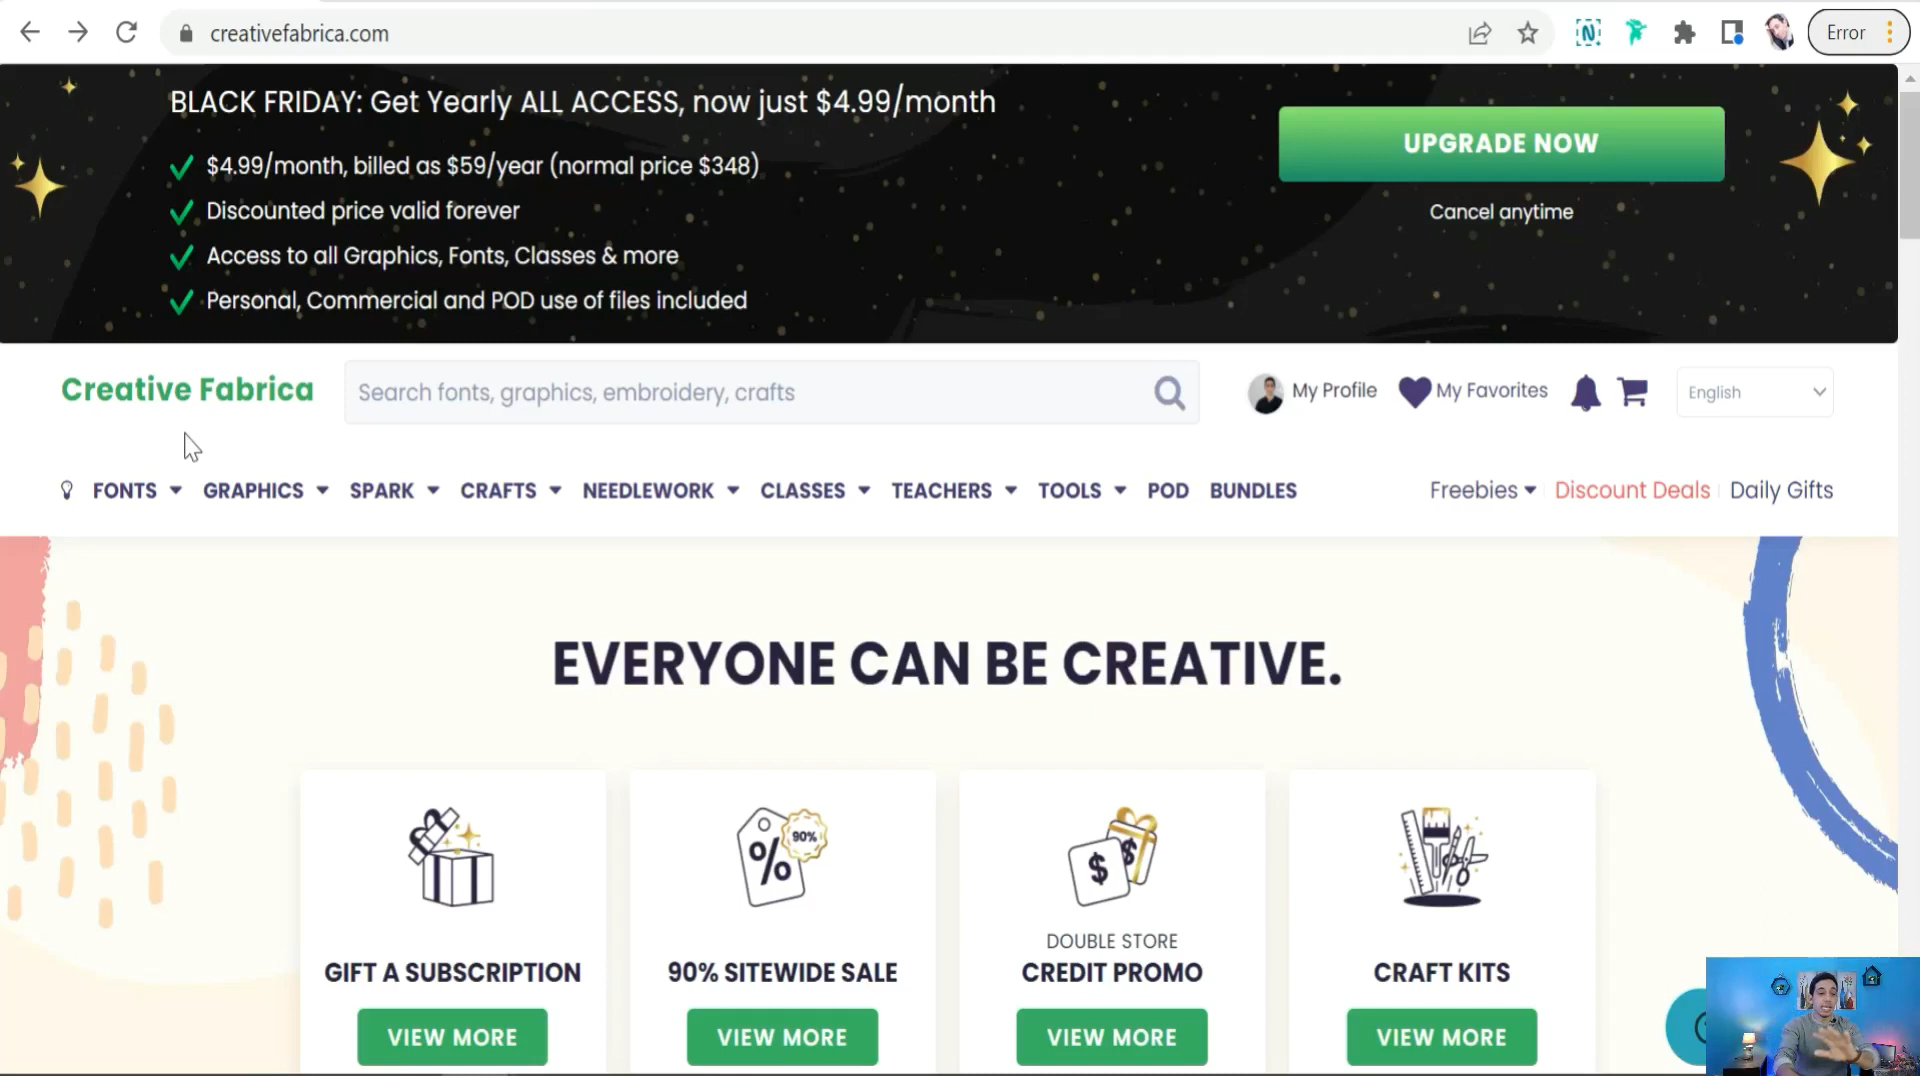 creativefabrica.com
Error
BLACK FRIDAY: Get Yearly ALL ACCESS, now just $4.99/month
$4.99/month, billed as $59/year (normal price $348)
Discounted price valid forever
Access to all Graphics, Fonts, Classes & more
Personal, Commercial and POD use of files included
UPGRADE NOW
Cancel anytime
Creative Fabrica
Search fonts, graphics, embroidery, crafts
My Profile
My Favorites
English
FONTS GRAPHICS SPARK CRAFTS NEEDLEWORK CLASSES TEACHERS TOOLS POD BUNDLES
Freebies Discount Deals Daily Gifts
EVERYONE CAN BE CREATIVE.
GIFT A SUBSCRIPTION
VIEW MORE
90%
%
90% SITEWIDE SALE
VIEW MORE
$ $
DOUBLE STORE
CREDIT PROMO
VIEW MORE
CRAFT KITS
VIEW MORE